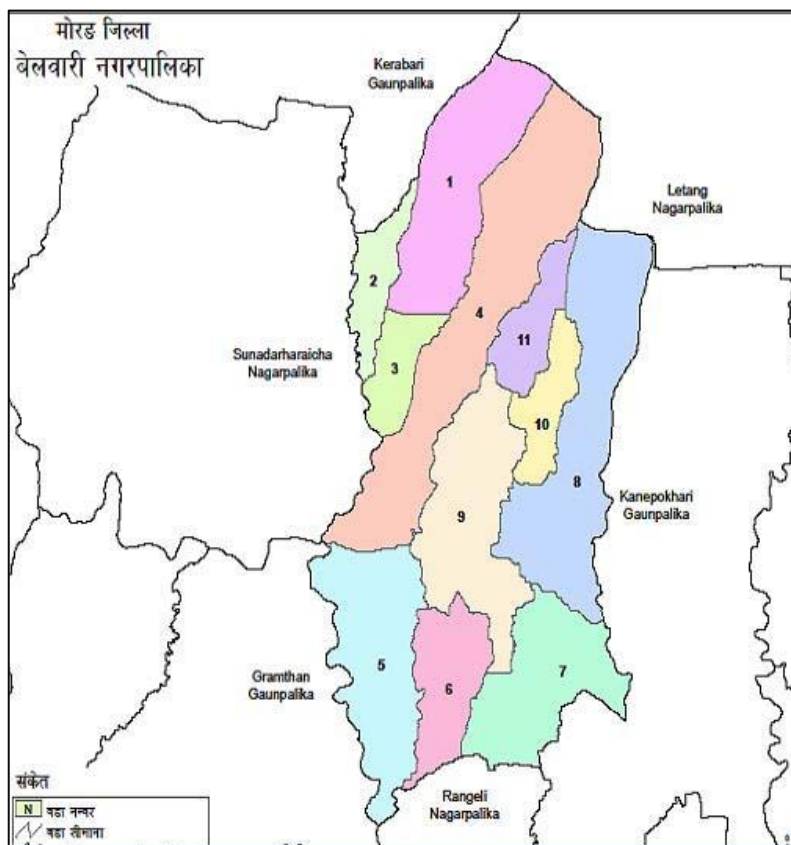 मोरङ जिल्ला
बेलवारी नगरपालिका
Kerabari
Gaunpalika
1
Letang
Nagarpalika
2
4
11
Sunadarharaicha
Nagarpalika
3
10
8
Kanepokhari
Gaunpalika
9
5
7
Gramthan
Gaunpalika
6
संकेत
N वडा नम्वर
वडा सीमाना
Rangeli
Nagarpalika